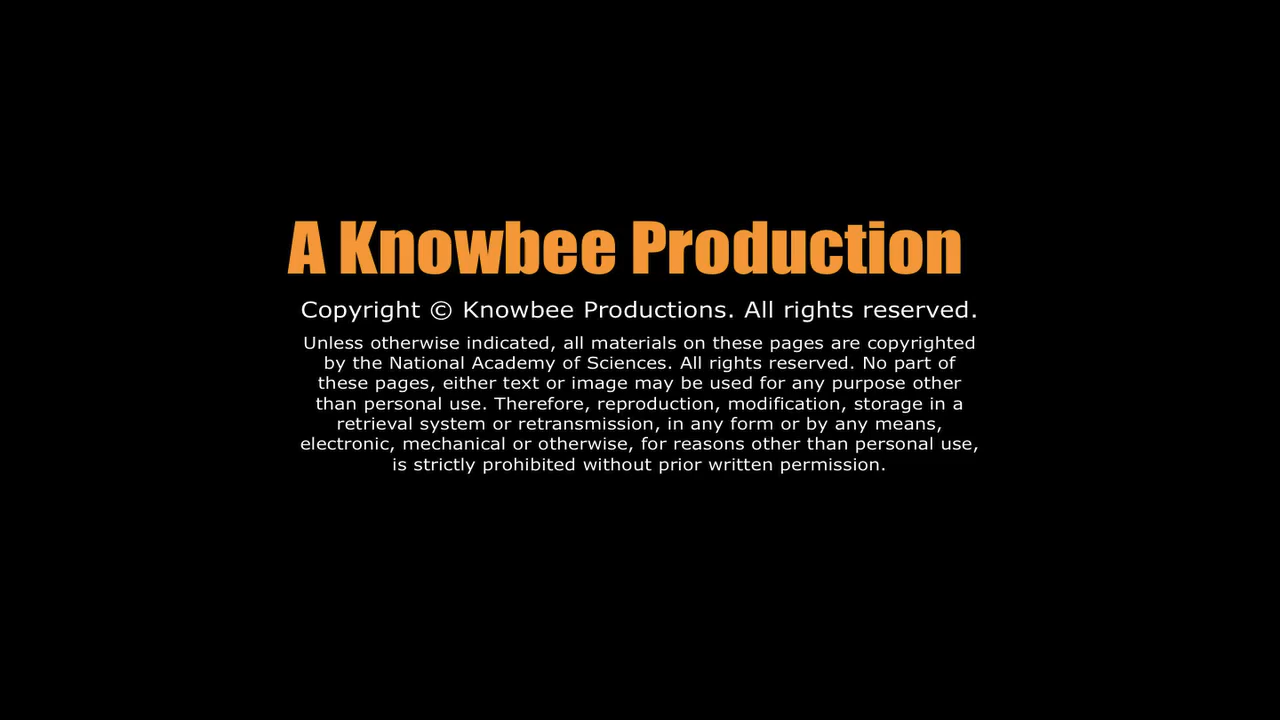 A Knowbee Production
Copyright © Knowbee Productions. All rights reserved.
Unless otherwise indicated, all materials on these pages are copyrighted
by the National Academy of Sciences. All rights reserved. No part of
these pages, either text or image may be used for any purpose other
than personal use. Therefore, reproduction, modification, storage in a
retrieval system or retransmission, in any form or by any means,
electronic, mechanical or otherwise, for reasons other than personal use,
is strictly prohibited without prior written permission.